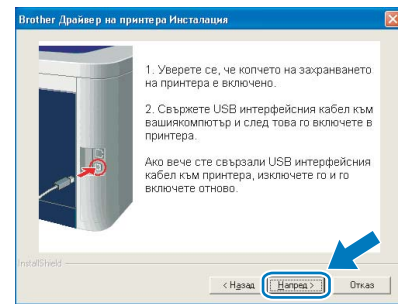 Brother Драйвер на принтера Инсталация
1. Уверете се, че копчето на захранването
на принтера е включено.
2. Свържете USB интерфейсния кабел към
вашиякомпютър и след това го включете в
принтера.
Ако вече сте свързали USB интерфейсния
кабел към принтера, изключете го и го
включете отново.
InstallShield
< Назад Напред > Отказ